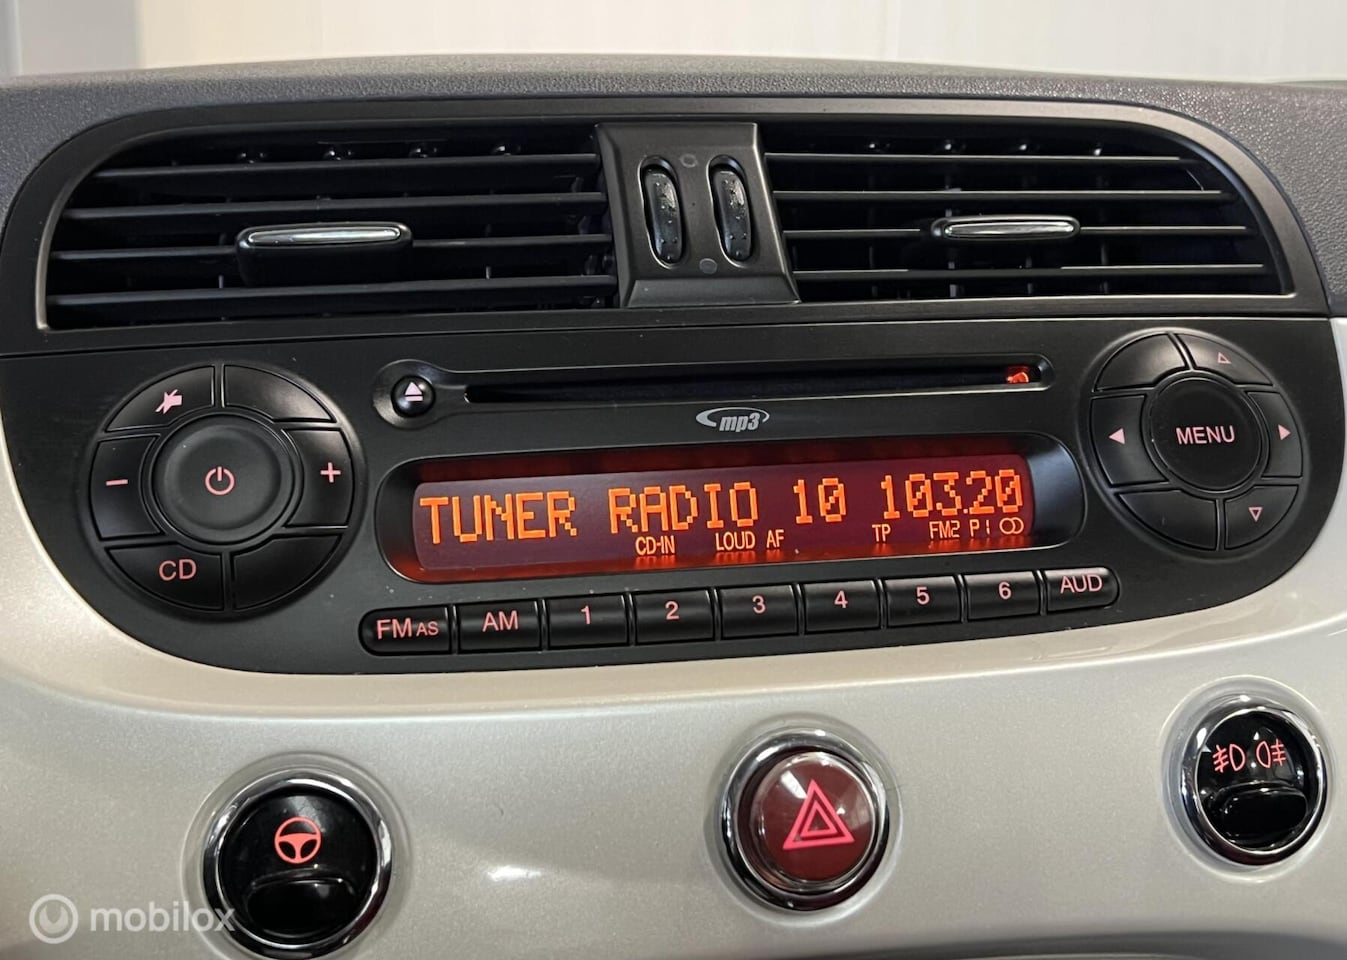 mp3
MENU
TUNER RADIO 10 103.20
CD-IN LOUD AF TP FM2 P1
CD
FM AS AM 1 2 3 4 5 6 AUD
mobilox